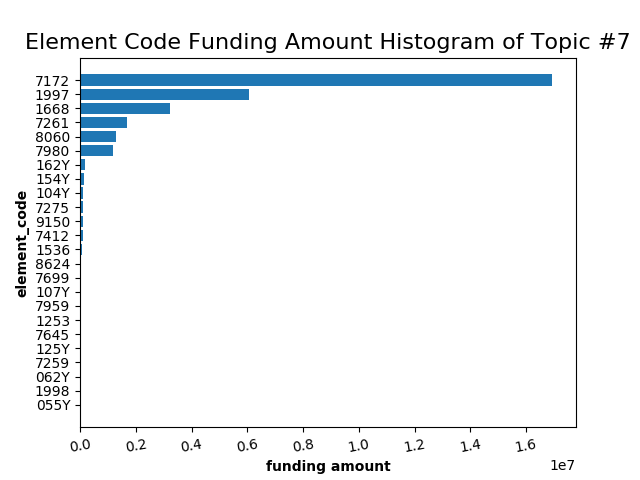 Element Code Funding Amount Histogram of Topic #7
7172
1997
1668
7261
8060
7980
162Y
154Y
104Y
7275
9150
7412
1536
8624
7699
107Y
7959
1253
7645
125Y
7259
062Y
1998
055Y
element_code
0.0 0.2 0.4 0.6 0.8 1.0 1.2 1.4 1.6
1e7
funding amount